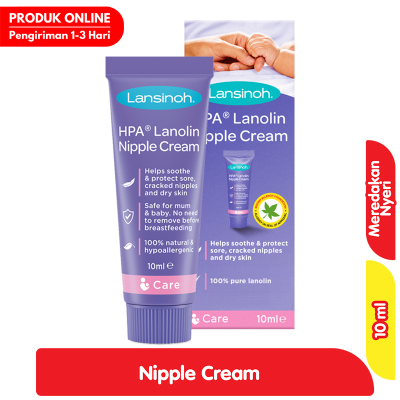 PRODUK ONLINE
Pengiriman 1-3 Hari
Lansinoh®
HPA® Lanolin
Nipple Cream
Helps soothe
& protect sore,
cracked nipples
and dry skin
Safe for mum
& baby. No need
to remove before
breastfeeding
100% natural &
hypoallergenic
10ml ℮
Care
Lansinoh®
PA® Lanolin
pple Cream
Lansinoh®
Helps soothe & protect
sore, cracked nipples
and dry skin
100% pure lanolin
Care
10ml ℮
Meredakan
Nyeri
10 ml
Nipple Cream